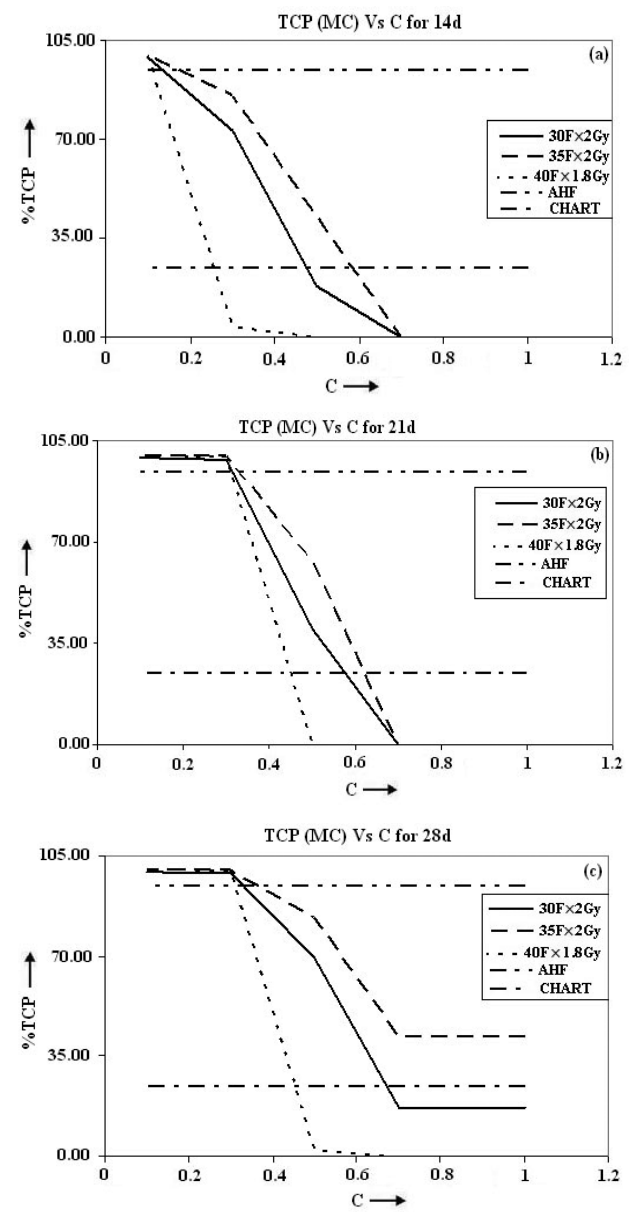 TCP (MC) Vs C for 14d
105.00
(a)
70.00
%TCP
35.00
0.00
30F×2Gy
35F×2Gy
40F×1.8Gy
AHF
CHART
0 0.2 0.4 0.6 0.8 1 1.2
C
TCP (MC) Vs C for 21d
105.00
(b)
70.00
%TCP
35.00
0.00
30F×2Gy
35F×2Gy
40F×1.8Gy
AHF
CHART
0 0.2 0.4 0.6 0.8 1 1.2
C
TCP (MC) Vs C for 28d
105.00
(c)
70.00
%TCP
35.00
0.00
30F×2Gy
35F×2Gy
40F×1.8Gy
AHF
CHART
0 0.2 0.4 0.6 0.8 1 1.2
C